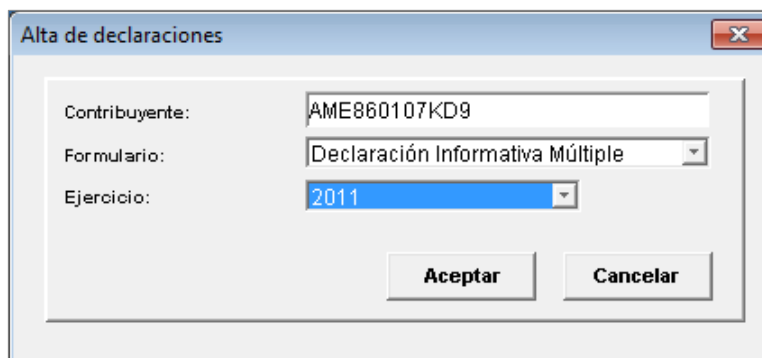 Alta de declaraciones
Contribuyente: AME860107KD9
Formulario: Declaración Informativa Múltiple
Ejercicio: 2011
Aceptar Cancelar